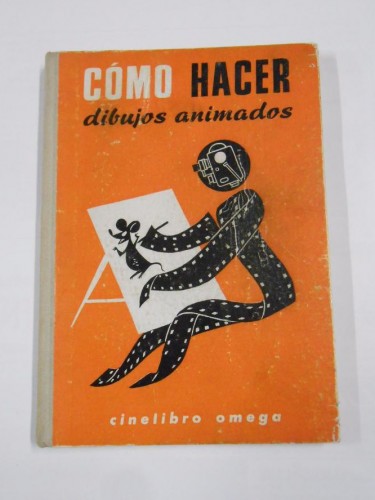 CÓMO HACER
dibujos animados
cinelibro omega